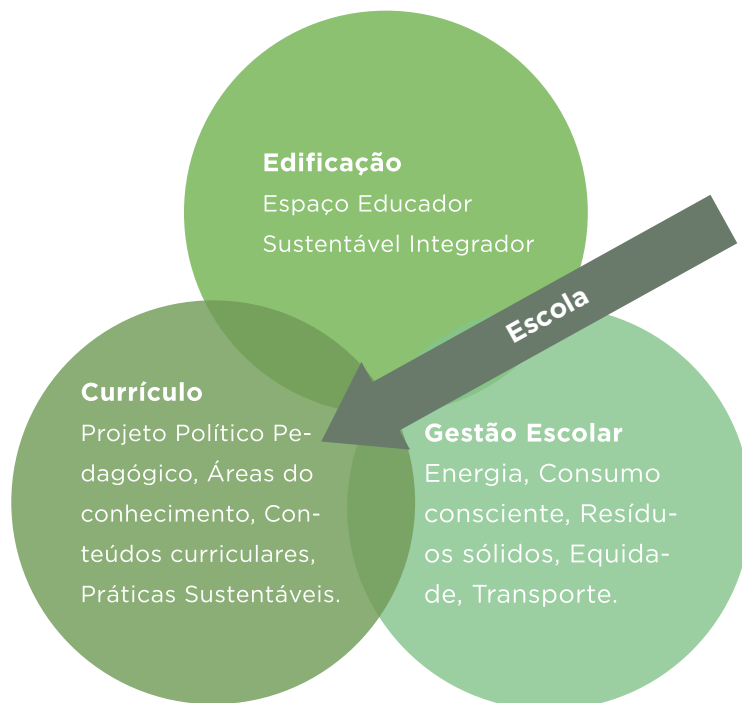 Edificação
Espaço Educador
Sustentável Integrador
Escola
Currículo
Projeto Político Pe-
dagógico, Áreas do
conhecimento, Con-
teúdos curriculares,
Práticas Sustentáveis.
Gestão Escolar
Energia, Consumo
consciente, Resídu-
os sólidos, Equida-
de, Transporte.